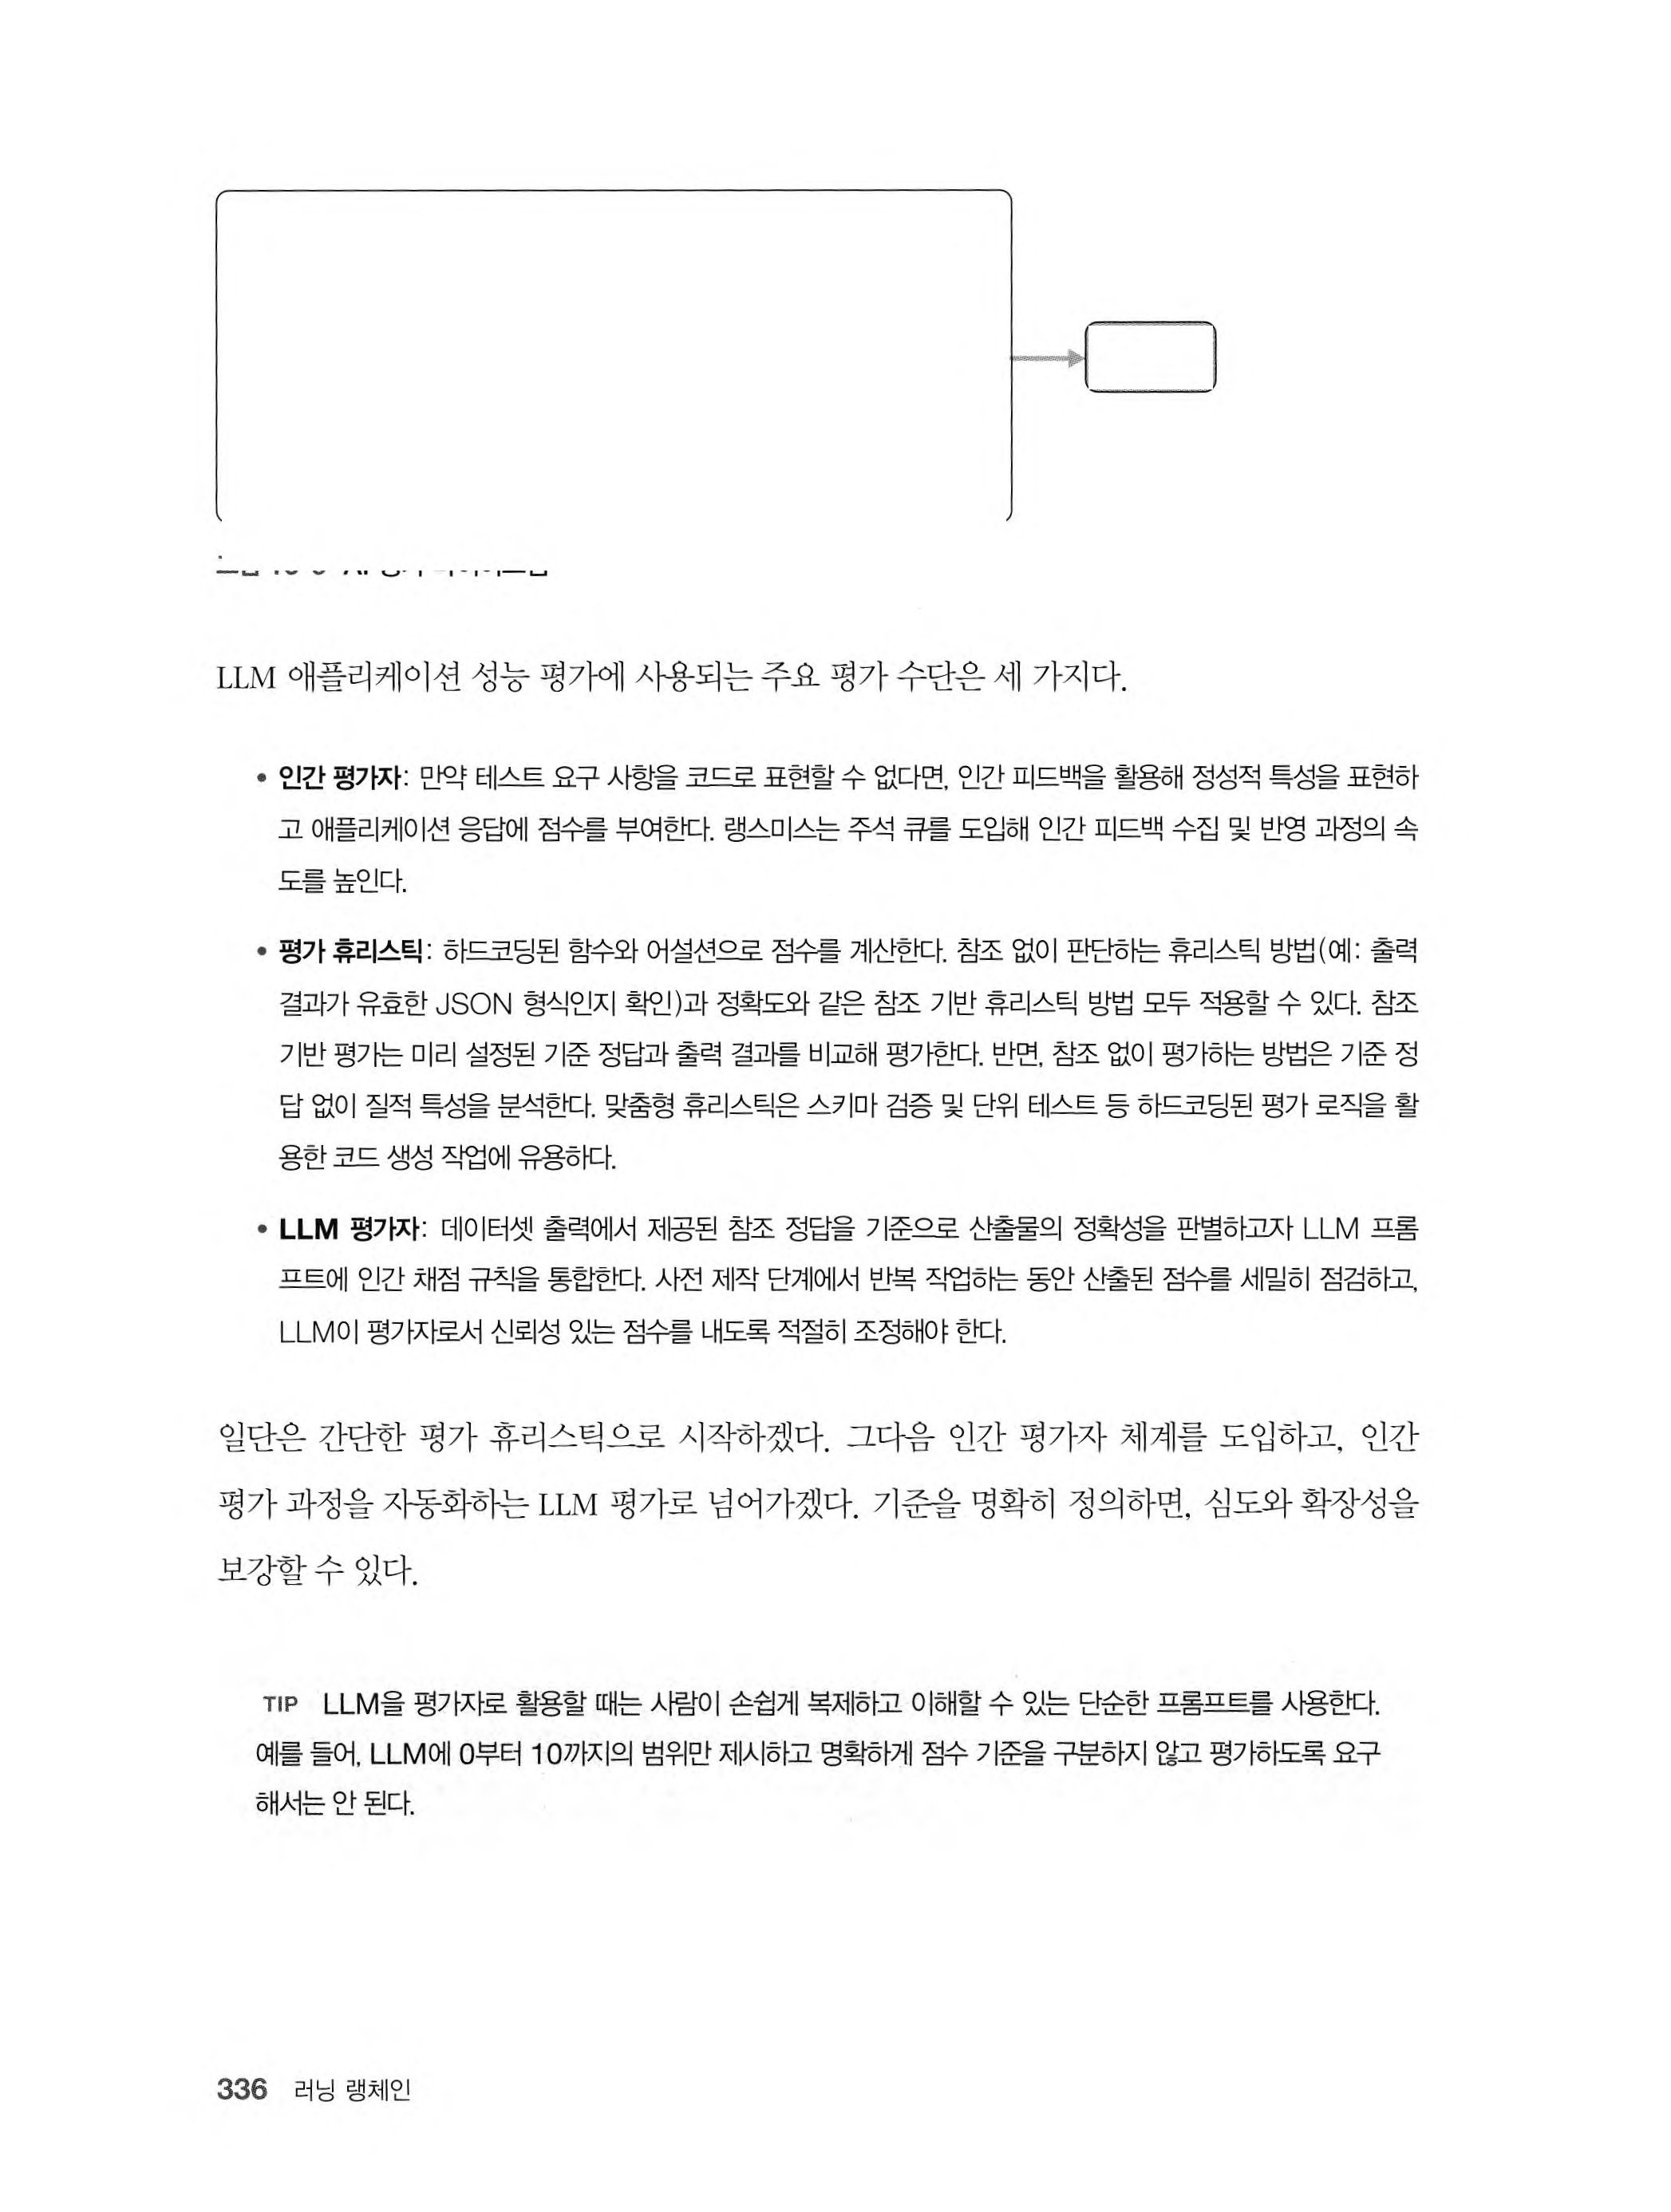 LLM 애플리케이션 성능 평가에 사용되는 주요 평가 수단은 세 가지다.
• 인간 평가자: 만약 테스트 요구 사항을 코드로 표현할 수 없다면, 인간 피드백을 활용해 정성적 특성을 표현하
고 애플리케이션 응답에 점수를 부여한다. 랭스미스는 주석 큐를 도입해 인간 피드백 수집 및 반영 과정의 속
도를 높인다.
• 평가 휴리스틱: 하드코딩된 함수와 어설션으로 점수를 계산한다. 참조 없이 판단하는 휴리스틱 방법(예: 출력
결과가 유효한 JSON 형식인지 확인)과 정확도와 같은 참조 기반 휴리스틱 방법 모두 적용할 수 있다. 참조
기반 평가는 미리 설정된 기준 정답과 출력 결과를 비교해 평가한다. 반면, 참조 없이 평가하는 방법은 기준 정
답 없이 질적 특성을 분석한다. 맞춤형 휴리스틱은 스키마 검증 및 단위 테스트 등 하드코딩된 평가 로직을 활
용한 코드 생성 작업에 유용하다.
• LLM 평가자: 데이터셋 출력에서 제공된 참조 정답을 기준으로 산출물의 정확성을 판별하고자 LLM 프롬
프트에 인간 채점 규칙을 통합한다. 사전 제작 단계에서 반복 작업하는 동안 산출된 점수를 세밀히 점검하고,
LLM이 평가자로서 신뢰성 있는 점수를 내도록 적절히 조정해야 한다.
일단은 간단한 평가 휴리스틱으로 시작하겠다. 그다음 인간 평가자 체계를 도입하고, 인간
평가 과정을 자동화하는 LLM 평가로 넘어가겠다. 기준을 명확히 정의하면, 심도와 확장성을
보강할 수 있다.
TIP LLM을 평가자로 활용할 때는 사람이 손쉽게 복제하고 이해할 수 있는 단순한 프롬프트를 사용한다.
예를 들어, LLM에 0부터 10까지의 범위만 제시하고 명확하게 점수 기준을 구분하지 않고 평가하도록 요구
해서는 안 된다.
336 러닝 랭체인